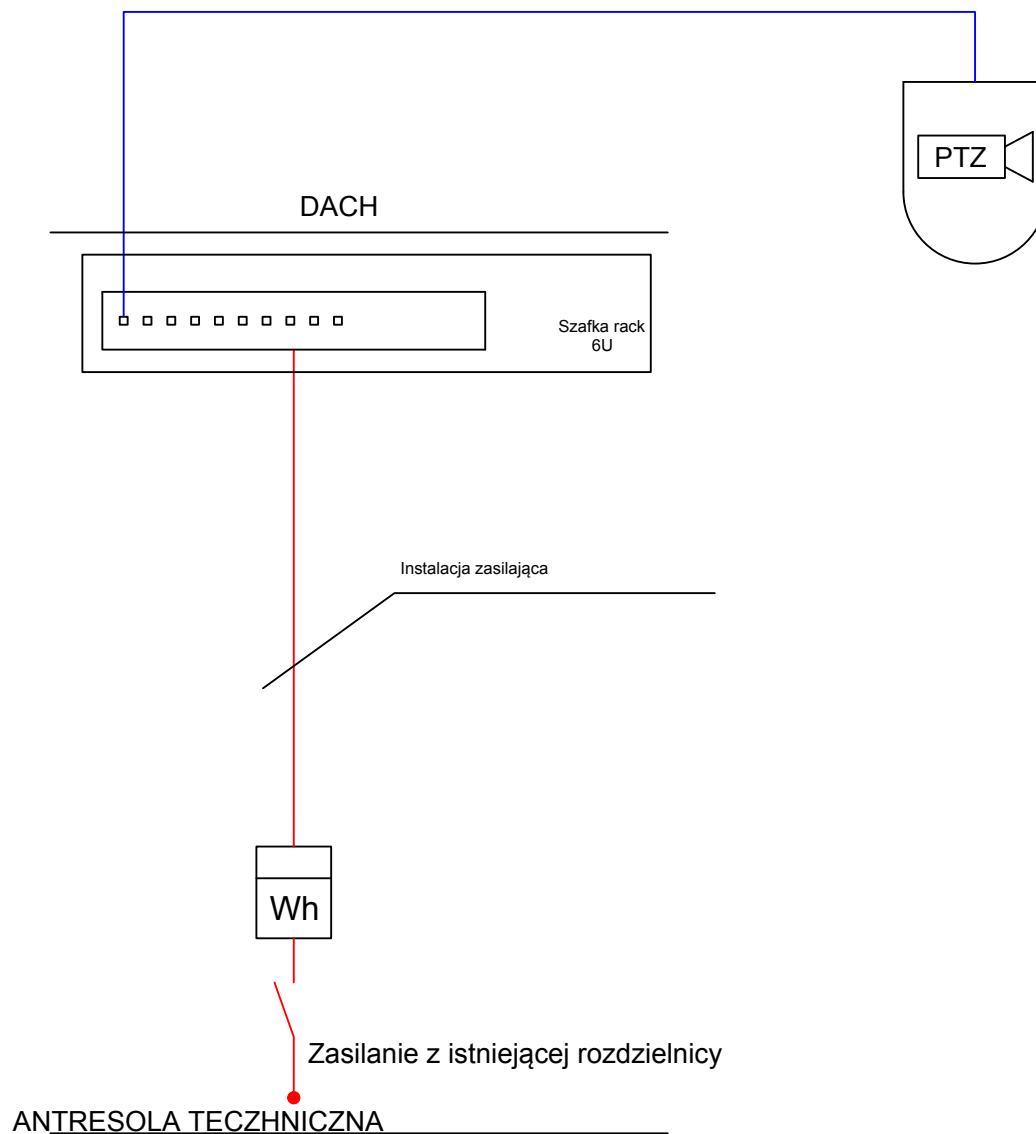 PTZ
DACH
Szafka rack
6U
Instalacja zasilająca
Wh
Zasilanie z istniejącej rozdzielnicy
ANTRESOLA TECZHNICZNA